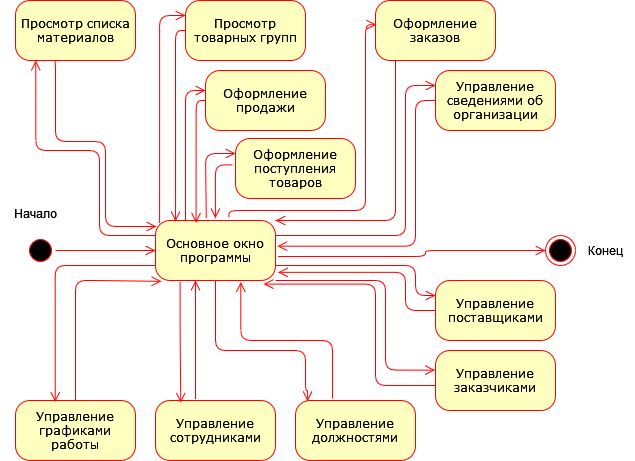 Просмотр списка
материалов
Просмотр
товарных групп
Оформление
заказов
Оформление
продажи
Управление
сведениями об
организации
Оформление
поступления
товаров
Начало
Основное окно
программы
Конец
Управление
поставщиками
Управление
заказчиками
Управление
графиками
работы
Управление
сотрудниками
Управление
должностями